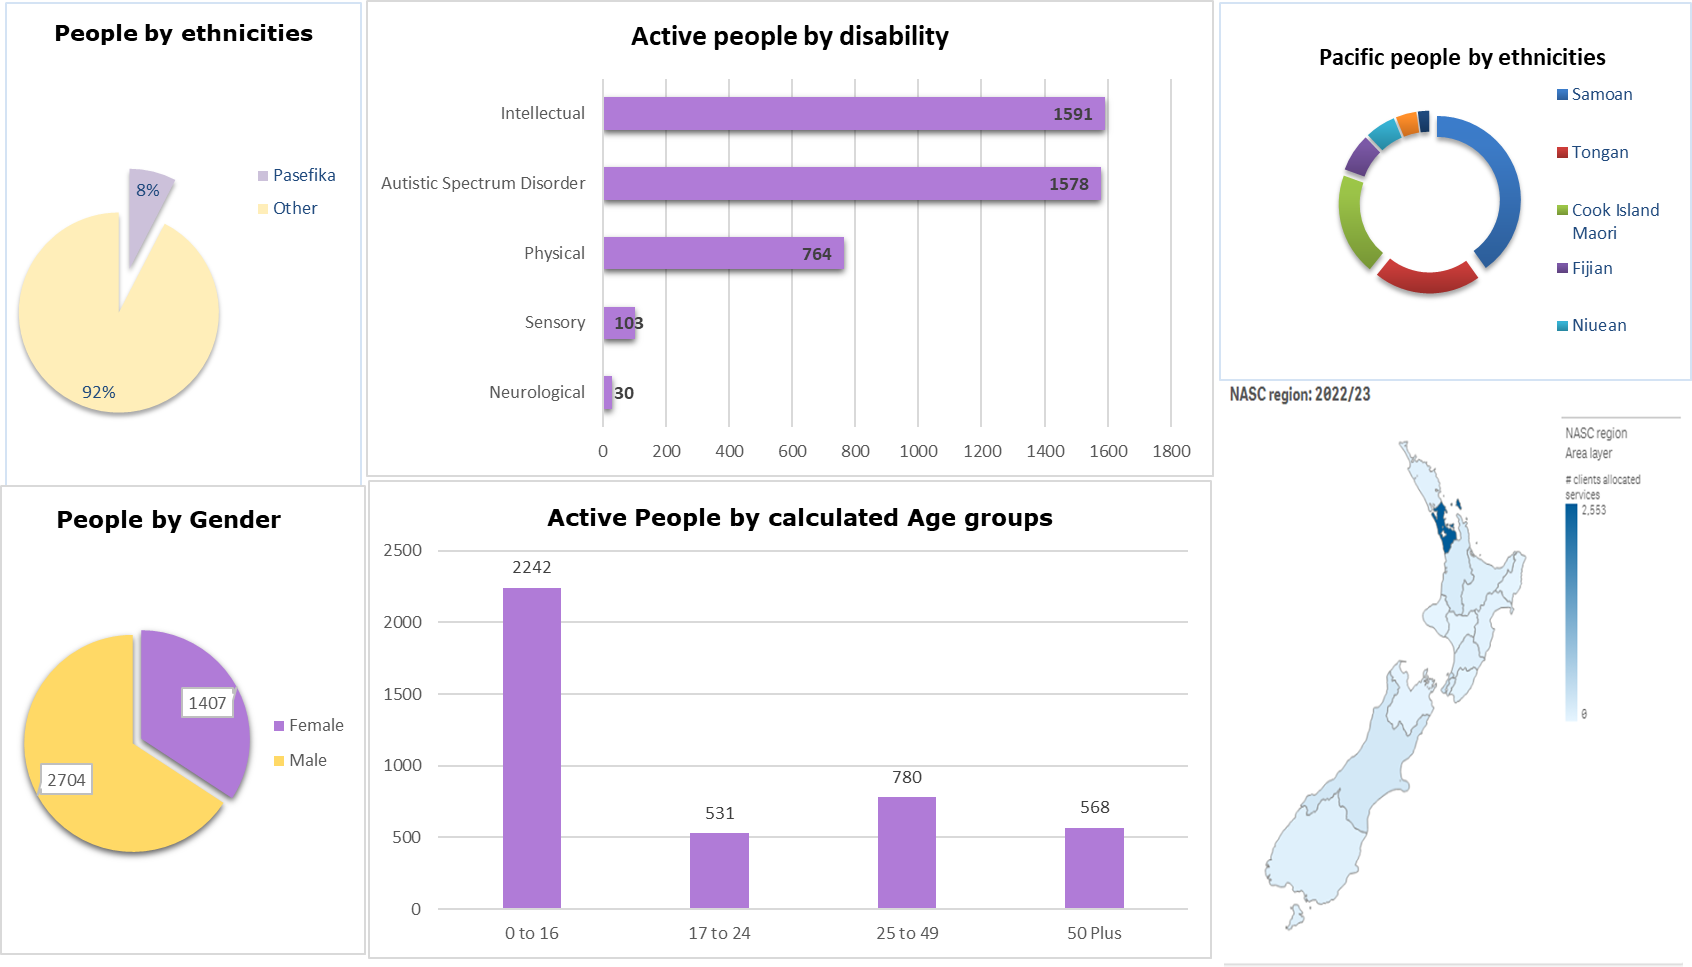 People by ethnicities
8%
92%
Pasefika
Other
Active people by disability
Intellectual
1591
Autistic Spectrum Disorder
1578
Physical
764
Sensory
103
Neurological
30
0 200 400 600 800 1000 1200 1400 1600 1800
Pacific people by ethnicities
Samoan
Tongan
Cook Island
Maori
Fijian
Niuean
People by Gender
1407
2704
Female
Male
Active People by calculated Age groups
2500
2000
1500
1000
500
0
2242
531
780
568
0 to 16 17 to 24 25 to 49 50 Plus
NASC region: 2022/23
NASC region
Area layer
# clients allocated
services
2,553
0